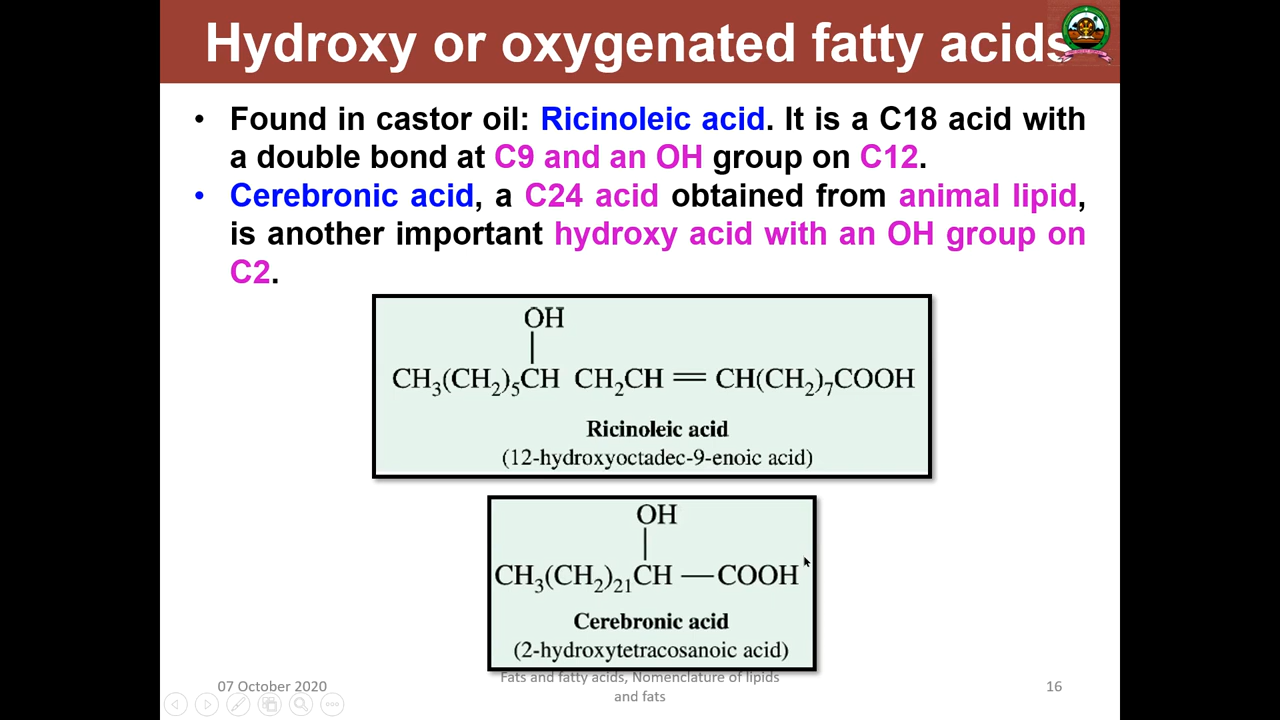 Hydroxy or oxygenated fatty acids
• Found in castor oil: Ricinoleic acid. It is a C18 acid with
a double bond at C9 and an OH group on C12.
• Cerebronic acid, a C24 acid obtained from animal lipid,
is another important hydroxy acid with an OH group on
C2.
OH
CH₃(CH₂)₅CH CH₂CH = CH(CH₂)₇COOH
Ricinoleic acid
(12-hydroxyoctadec-9-enoic acid)
OH
CH₃(CH₂)₂₁CH — COOH
Cerebronic acid
(2-hydroxytetracosanoic acid)
07 October 2020
Fats and fatty acids, Nomenclature of lipids
and fats
16